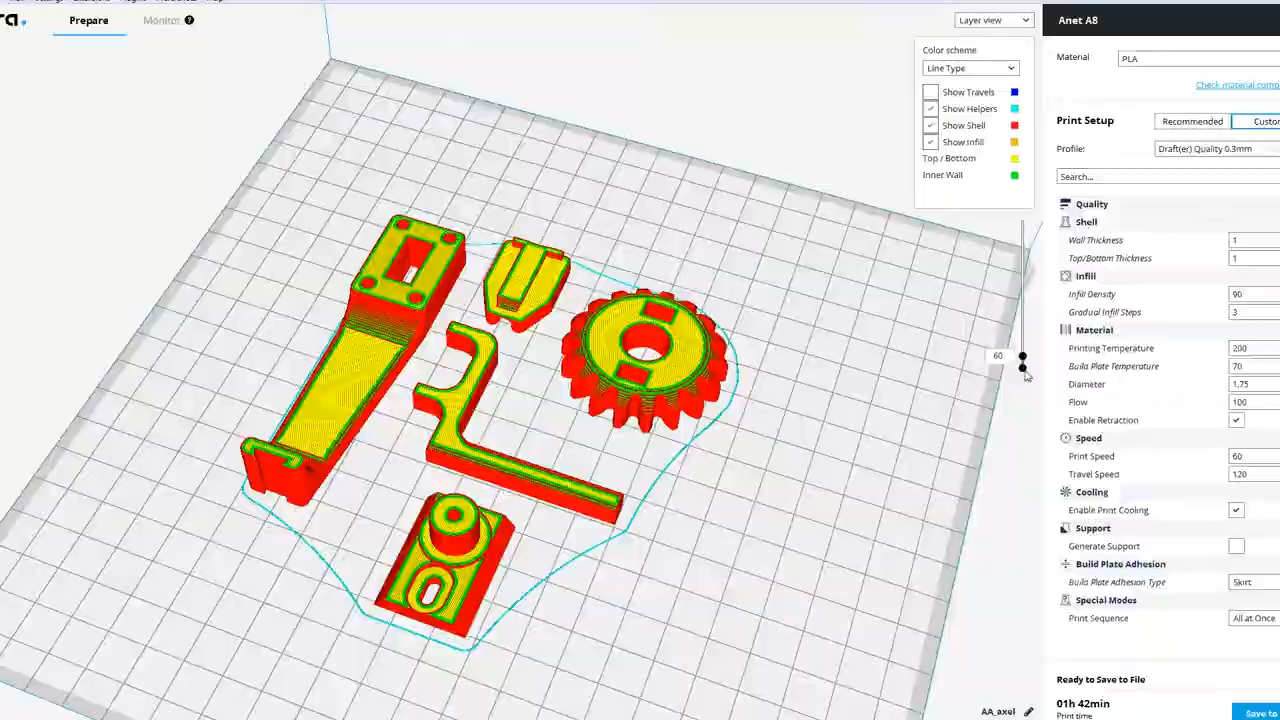 ra.
Prepare
Monitor
Layer view
Anet A8
Color scheme
Line Type
Show Travels
Show Helpers
Show Shell
Show Infill
Top / Bottom
Inner Wall
60
Material
PLA
Check material comp
Print Setup
Recommended
Custor
Profile:
Draft(er) Quality 0.3mm
Search...
Quality
Shell
Wall Thickness
1
Top/Bottom Thickness
1
Infill
Infill Density
90
Gradual Infill Steps
3
Material
Printing Temperature
200
Build Plate Temperature
70
Diameter
1.75
Flow
100
Enable Retraction
Speed
Print Speed
60
Travel Speed
120
Cooling
Enable Print Cooling
Support
Generate Support
Build Plate Adhesion
Build Plate Adhesion Type
Skirt
Special Modes
Print Sequence
All at Once
Ready to Save to File
AA_axel
01h 42min
Print time
Save to